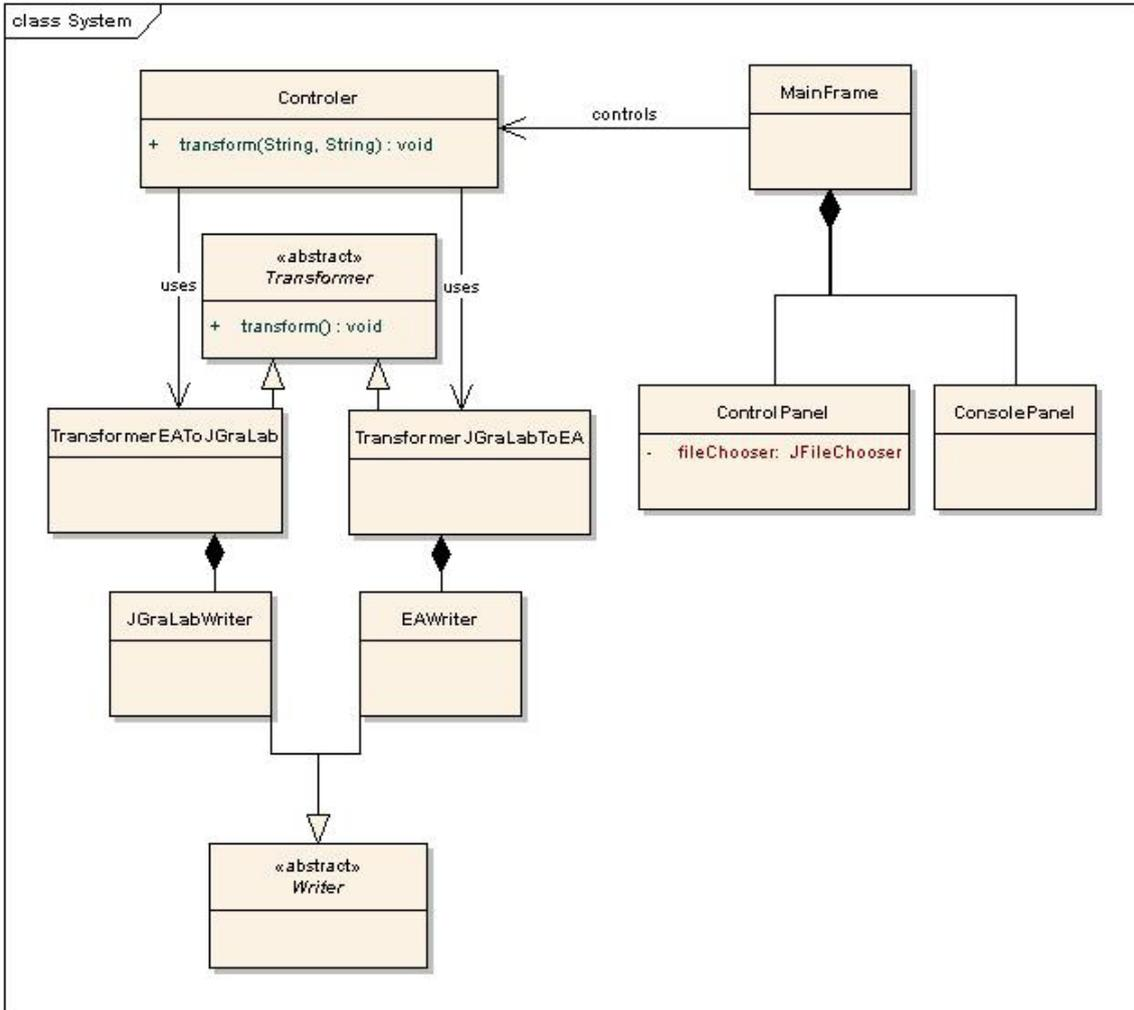 class System
Controler
+ transform(String, String) : void
MainFrame
controls
uses
uses
«abstract»
Transformer
+ transform() : void
TransformerEAToJGraLab
TransformerJGraLabToEA
ControlPanel
- fileChooser: JFileChooser
ConsolePanel
JGraLabWriter
EAWriter
«abstract»
Writer